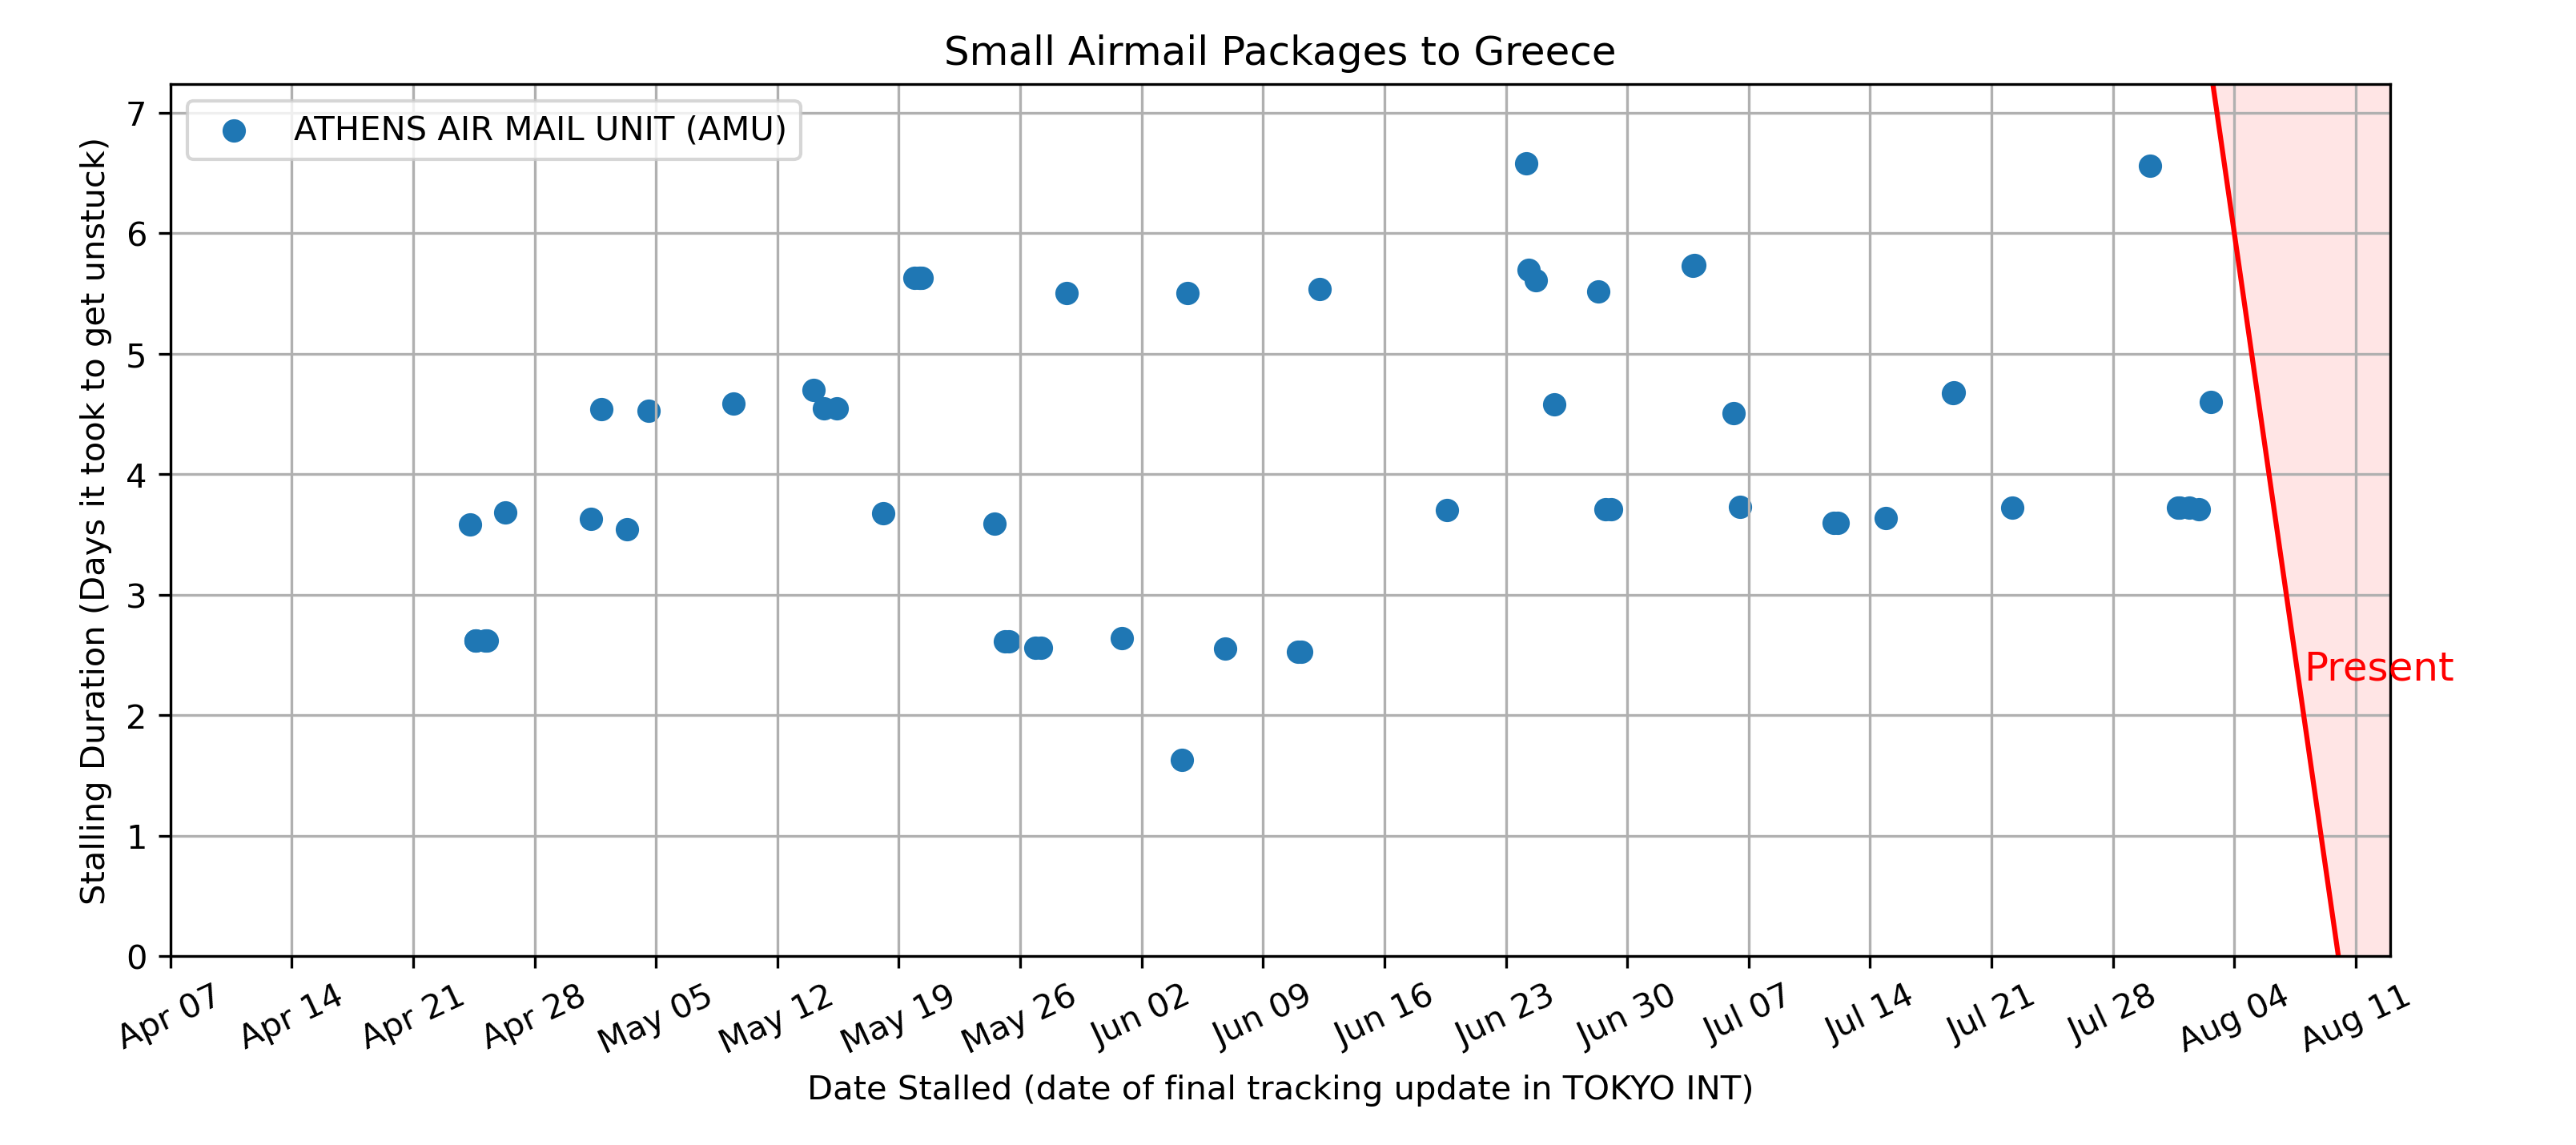 Small Airmail Packages to Greece
ATHENS AIR MAIL UNIT (AMU)
Stalling Duration (Days it took to get unstuck)
7
6
5
4
3
2
1
0
Present
Apr 07
Apr 14
Apr 21
Apr 28
May 05
May 12
May 19
May 26
Jun 02
Jun 09
Jun 16
Jun 23
Jun 30
Jul 07
Jul 14
Jul 21
Jul 28
Aug 04
Aug 11
Date Stalled (date of final tracking update in TOKYO INT)